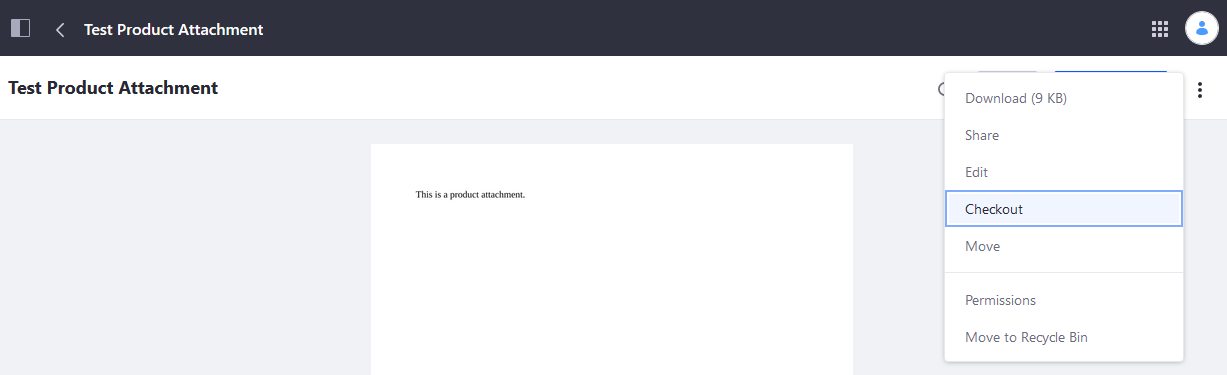 Test Product Attachment
Test Product Attachment
This is a product attachment.
Download (9 KB)
Share
Edit
Checkout
Move
Permissions
Move to Recycle Bin